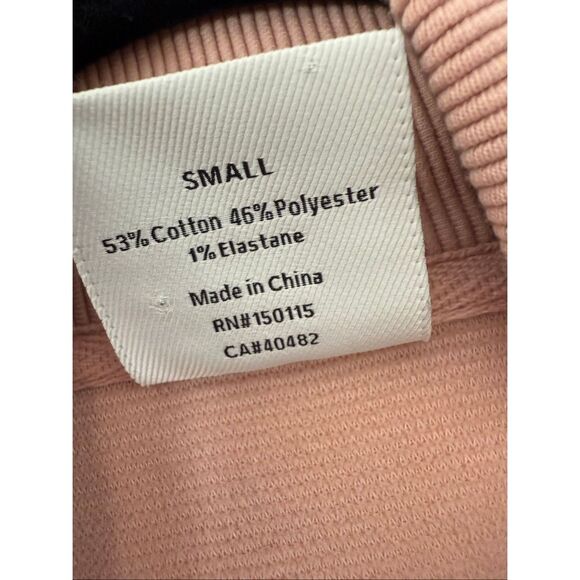 SMALL
53% Cotton 46% Polyester
1% Elastane
Made in China
RN#150115
CA#40482